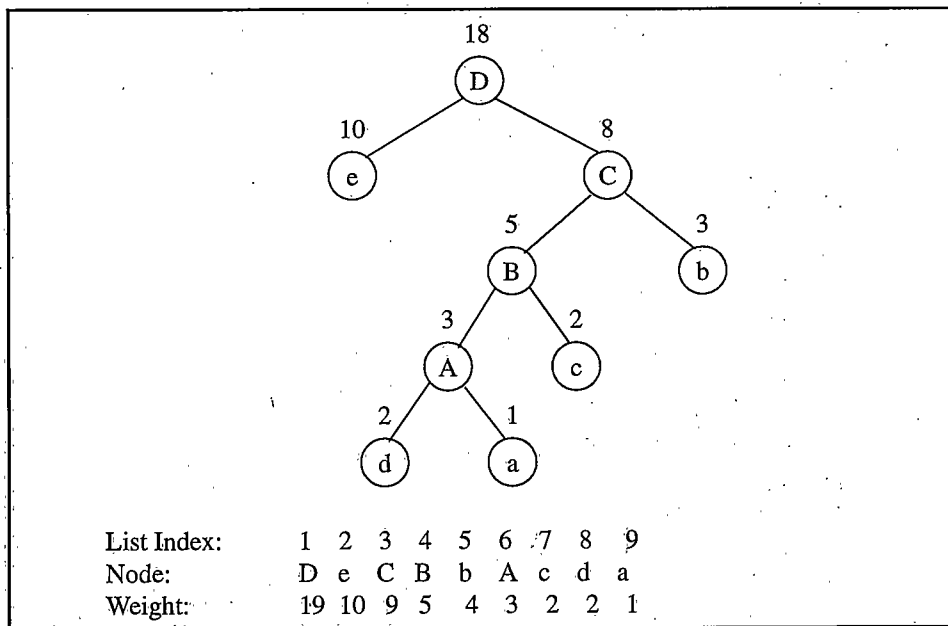 18
D
10 8
e C
5 3
B b
3 2
A c
2 1
d a
List Index: 1 2 3 4 5 6 7 8 9
Node: D e C B b A c d a
Weight: 19 10 9 5 4 3 2 2 1